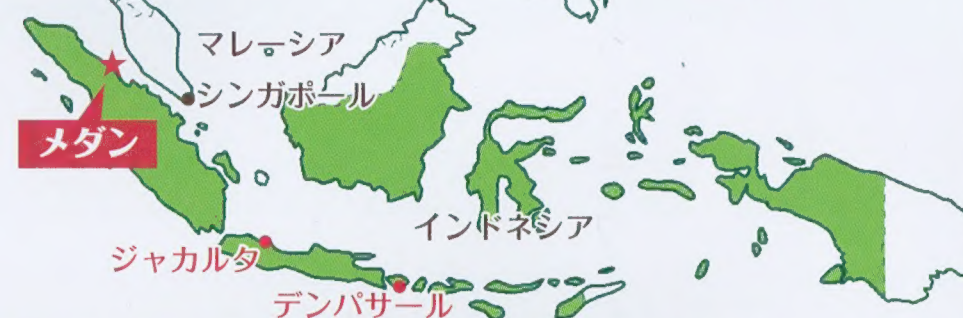 マレーシア
シンガポール
メダン
インドネシア
ジャカルタ
デンパサール